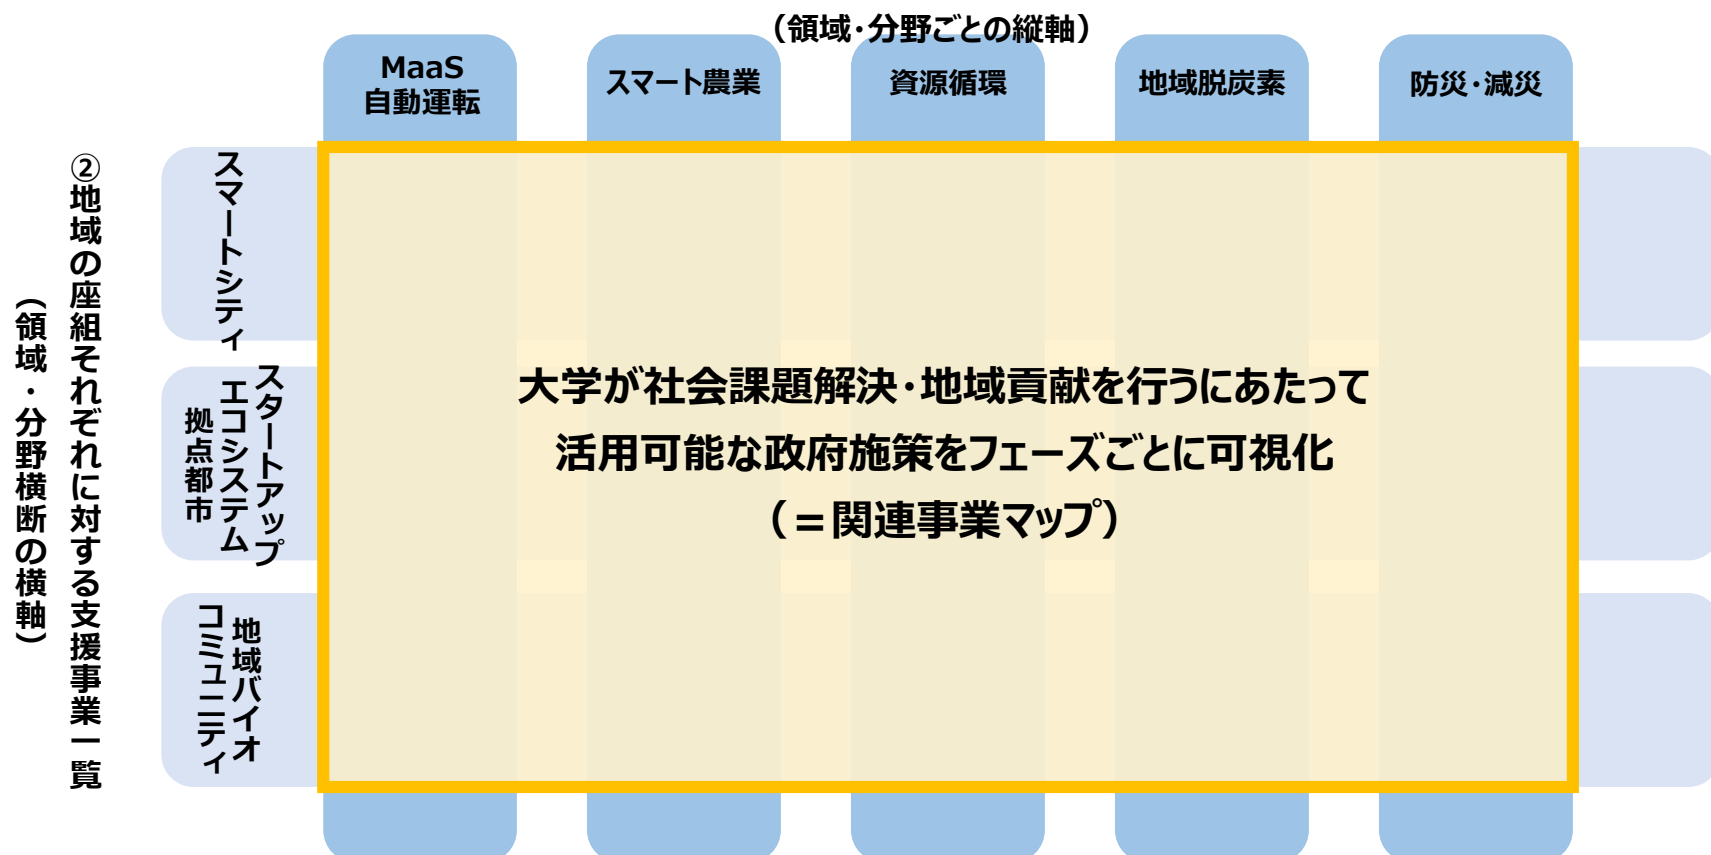 （領域・分野ごとの縦軸）
MaaS
自動運転
スマート農業
資源循環
地域脱炭素
防災・減災
②地域の座組それぞれに対する支援事業一覧
（領域・分野横断の横軸）
スマートシティ
スタートアップ
エコシステム
拠点都市
地域バイオ
コミュニティ
大学が社会課題解決・地域貢献を行うにあたって
活用可能な政府施策をフェーズごとに可視化
（＝関連事業マップ）